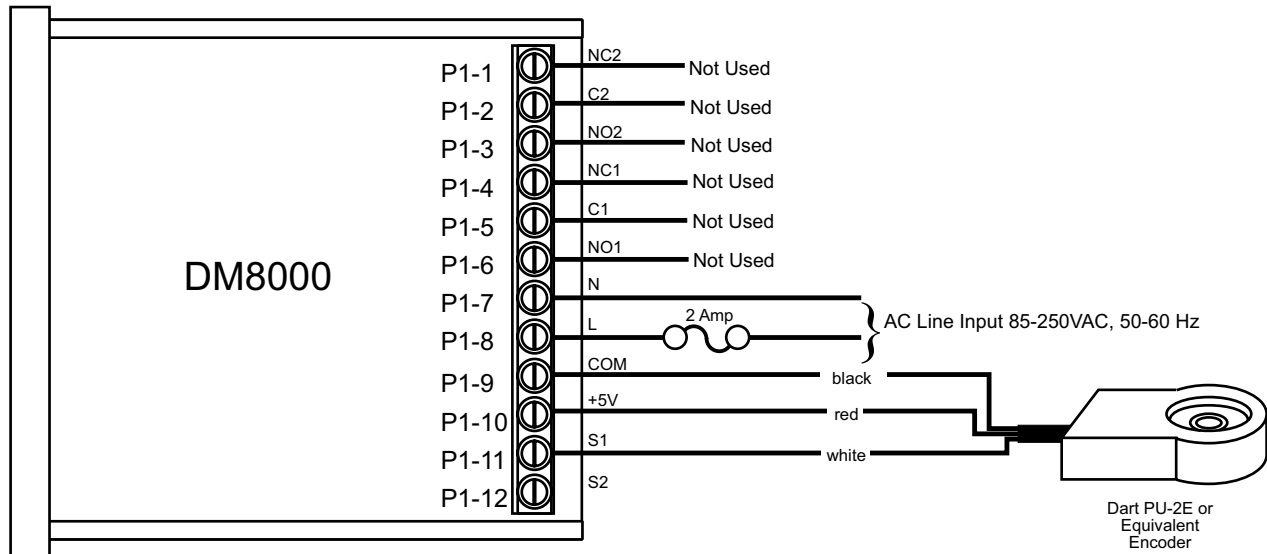 P1-1 NC2 Not Used
P1-2 C2 Not Used
P1-3 NO2 Not Used
P1-4 NC1 Not Used
P1-5 C1 Not Used
P1-6 NO1 Not Used
DM8000
P1-7 N
P1-8 L 2 Amp
AC Line Input 85-250VAC, 50-60 Hz
P1-9 COM black
P1-10 +5V red
P1-11 S1 white
P1-12 S2
Dart PU-2E or
Equivalent
Encoder